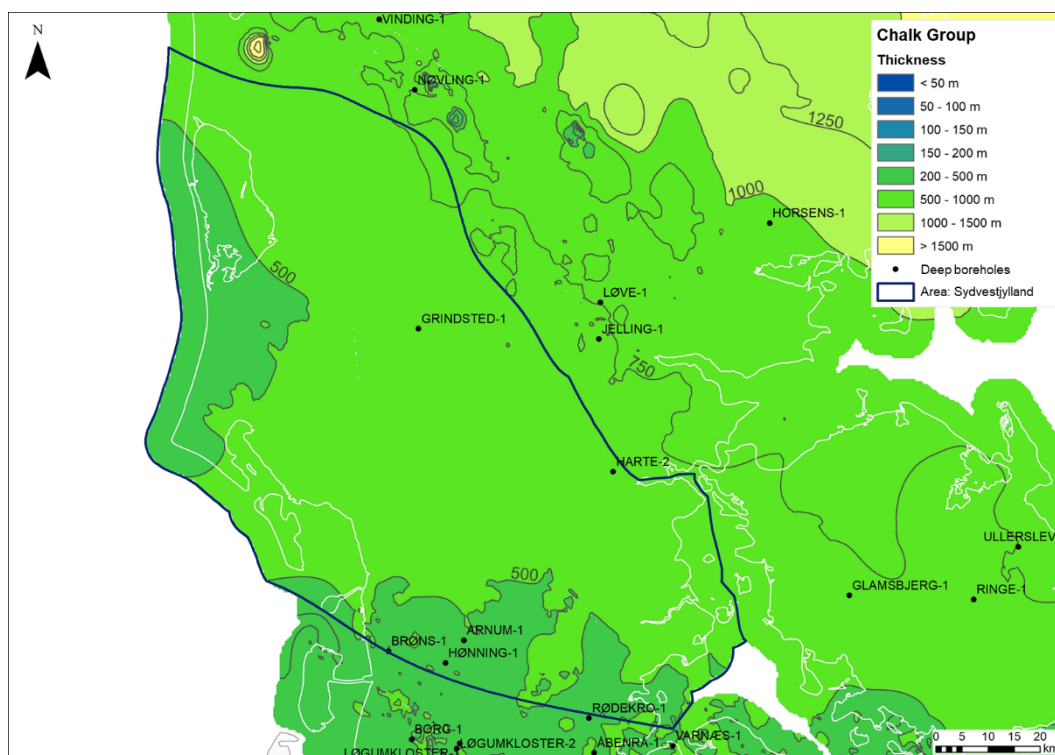 VINDING-1
N
Chalk Group
Thickness
< 50 m
50 - 100 m
100 - 150 m
150 - 200 m
200 - 500 m
500 - 1000 m
1000 - 1500 m
> 1500 m
Deep boreholes
Area: Sydvestjylland
NØVLING-1
1250
1000
HORSENS-1
500
LØVE-1
GRINDSTED-1
JELLING-1
750
HARTE-2
ULLERSLEV
500
GLAMSBJERG-1
RINGE-1
ARNUM-1
BRØNS-1
HØNNING-1
RØDEKRO-1
BORG-1
VARNÆS-1
LØGUMKLOSTER-2
ÅBENRÅ-1
LØGUMKLOSTER
0 5 10 15 20